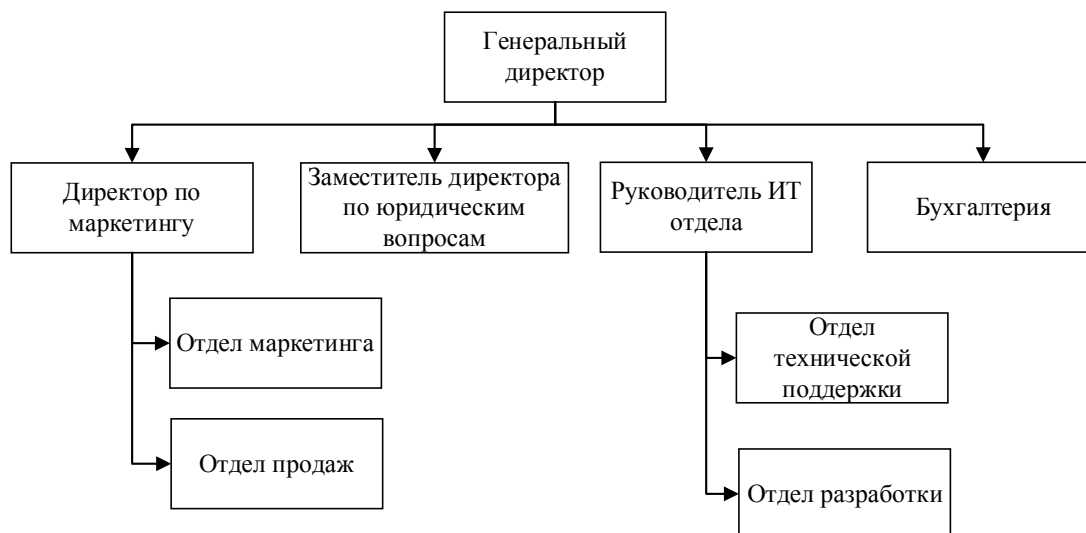 Генеральный
директор
Директор по
маркетингу
Заместитель директора
по юридическим
вопросам
Руководитель ИТ
отдела
Бухгалтерия
Отдел маркетинга
Отдел
технической
поддержки
Отдел продаж
Отдел разработки